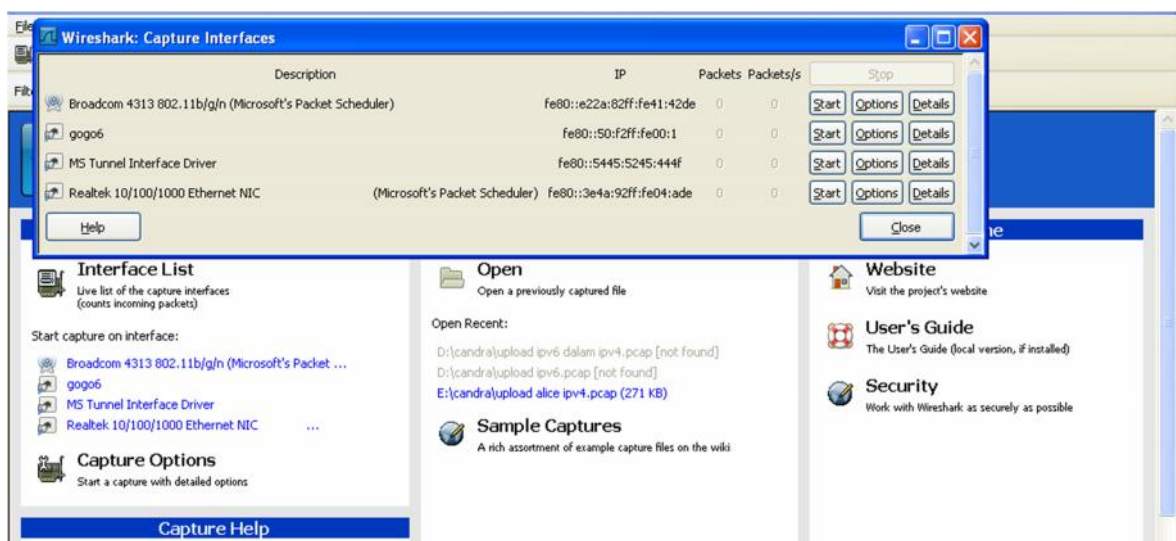 File
Wireshark: Capture Interfaces
Description IP Packets Packets/s Stop
Broadcom 4313 802.11b/g/n (Microsoft's Packet Scheduler) fe80::e22a:82ff:fe41:42de 0 0 Start Options Details
gogo6 fe80::50:f2ff:fe00:1 0 0 Start Options Details
MS Tunnel Interface Driver fe80::5445:5245:444f 0 0 Start Options Details
Realtek 10/100/1000 Ethernet NIC (Microsoft's Packet Scheduler) fe80::3e4a:92ff:fe04:ade 0 0 Start Options Details
Help Close
Interface List
Live list of the capture interfaces
(counts incoming packets)
Start capture on interface:
Broadcom 4313 802.11b/g/n (Microsoft's Packet ...
gogo6
MS Tunnel Interface Driver
Realtek 10/100/1000 Ethernet NIC ...
Capture Options
Start a capture with detailed options
Capture Help
Open
Open a previously captured file
Open Recent:
D:\candra\upload ipv6 dalam ipv4.pcap [not found]
D:\candra\upload ipv6.pcap [not found]
E:\candra\upload alice ipv4.pcap (271 KB)
Sample Captures
A rich assortment of example capture files on the wiki
Website
Visit the project's website
User's Guide
The User's Guide (local version, if installed)
Security
Work with Wireshark as securely as possible